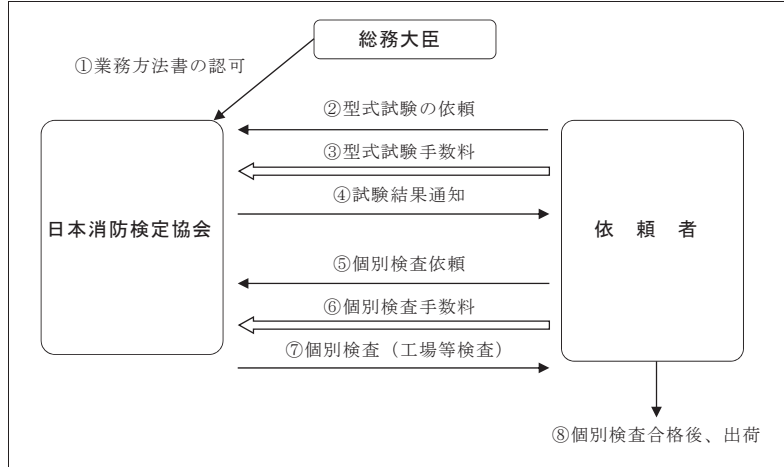 総務大臣
①業務方法書の認可
②型式試験の依頼
③型式試験手数料
④試験結果通知
日本消防検定協会
依頼者
⑤個別検査依頼
⑥個別検査手数料
⑦個別検査（工場等検査）
⑧個別検査合格後、出荷